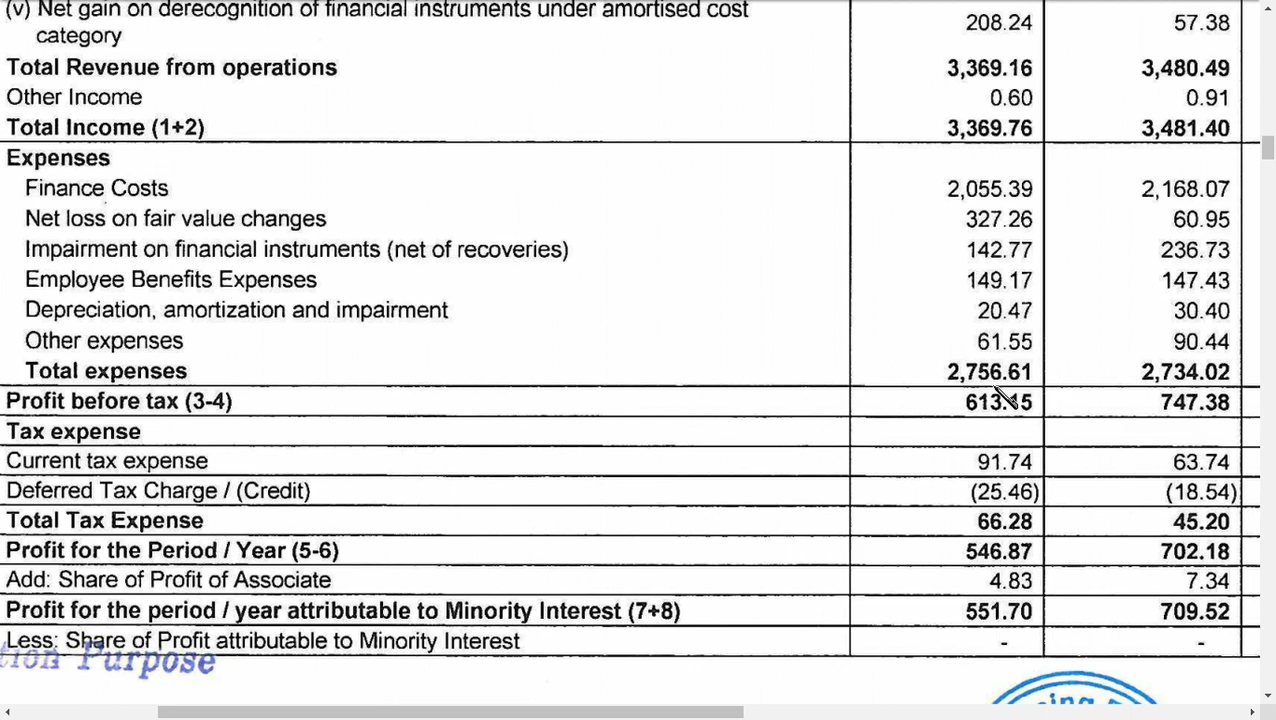 (v) Net gain on derecognition of financial instruments under amortised cost category 208.24 57.38
Total Revenue from operations 3,369.16 3,480.49
Other Income 0.60 0.91
Total Income (1+2) 3,369.76 3,481.40
Expenses
Finance Costs 2,055.39 2,168.07
Net loss on fair value changes 327.26 60.95
Impairment on financial instruments (net of recoveries) 142.77 236.73
Employee Benefits Expenses 149.17 147.43
Depreciation, amortization and impairment 20.47 30.40
Other expenses 61.55 90.44
Total expenses 2,756.61 2,734.02
Profit before tax (3-4) 613.15 747.38
Tax expense
Current tax expense 91.74 63.74
Deferred Tax Charge / (Credit) (25.46) (18.54)
Total Tax Expense 66.28 45.20
Profit for the Period / Year (5-6) 546.87 702.18
Add: Share of Profit of Associate 4.83 7.34
Profit for the period / year attributable to Minority Interest (7+8) 551.70 709.52
Less: Share of Profit attributable to Minority Interest - -
tion Purpose